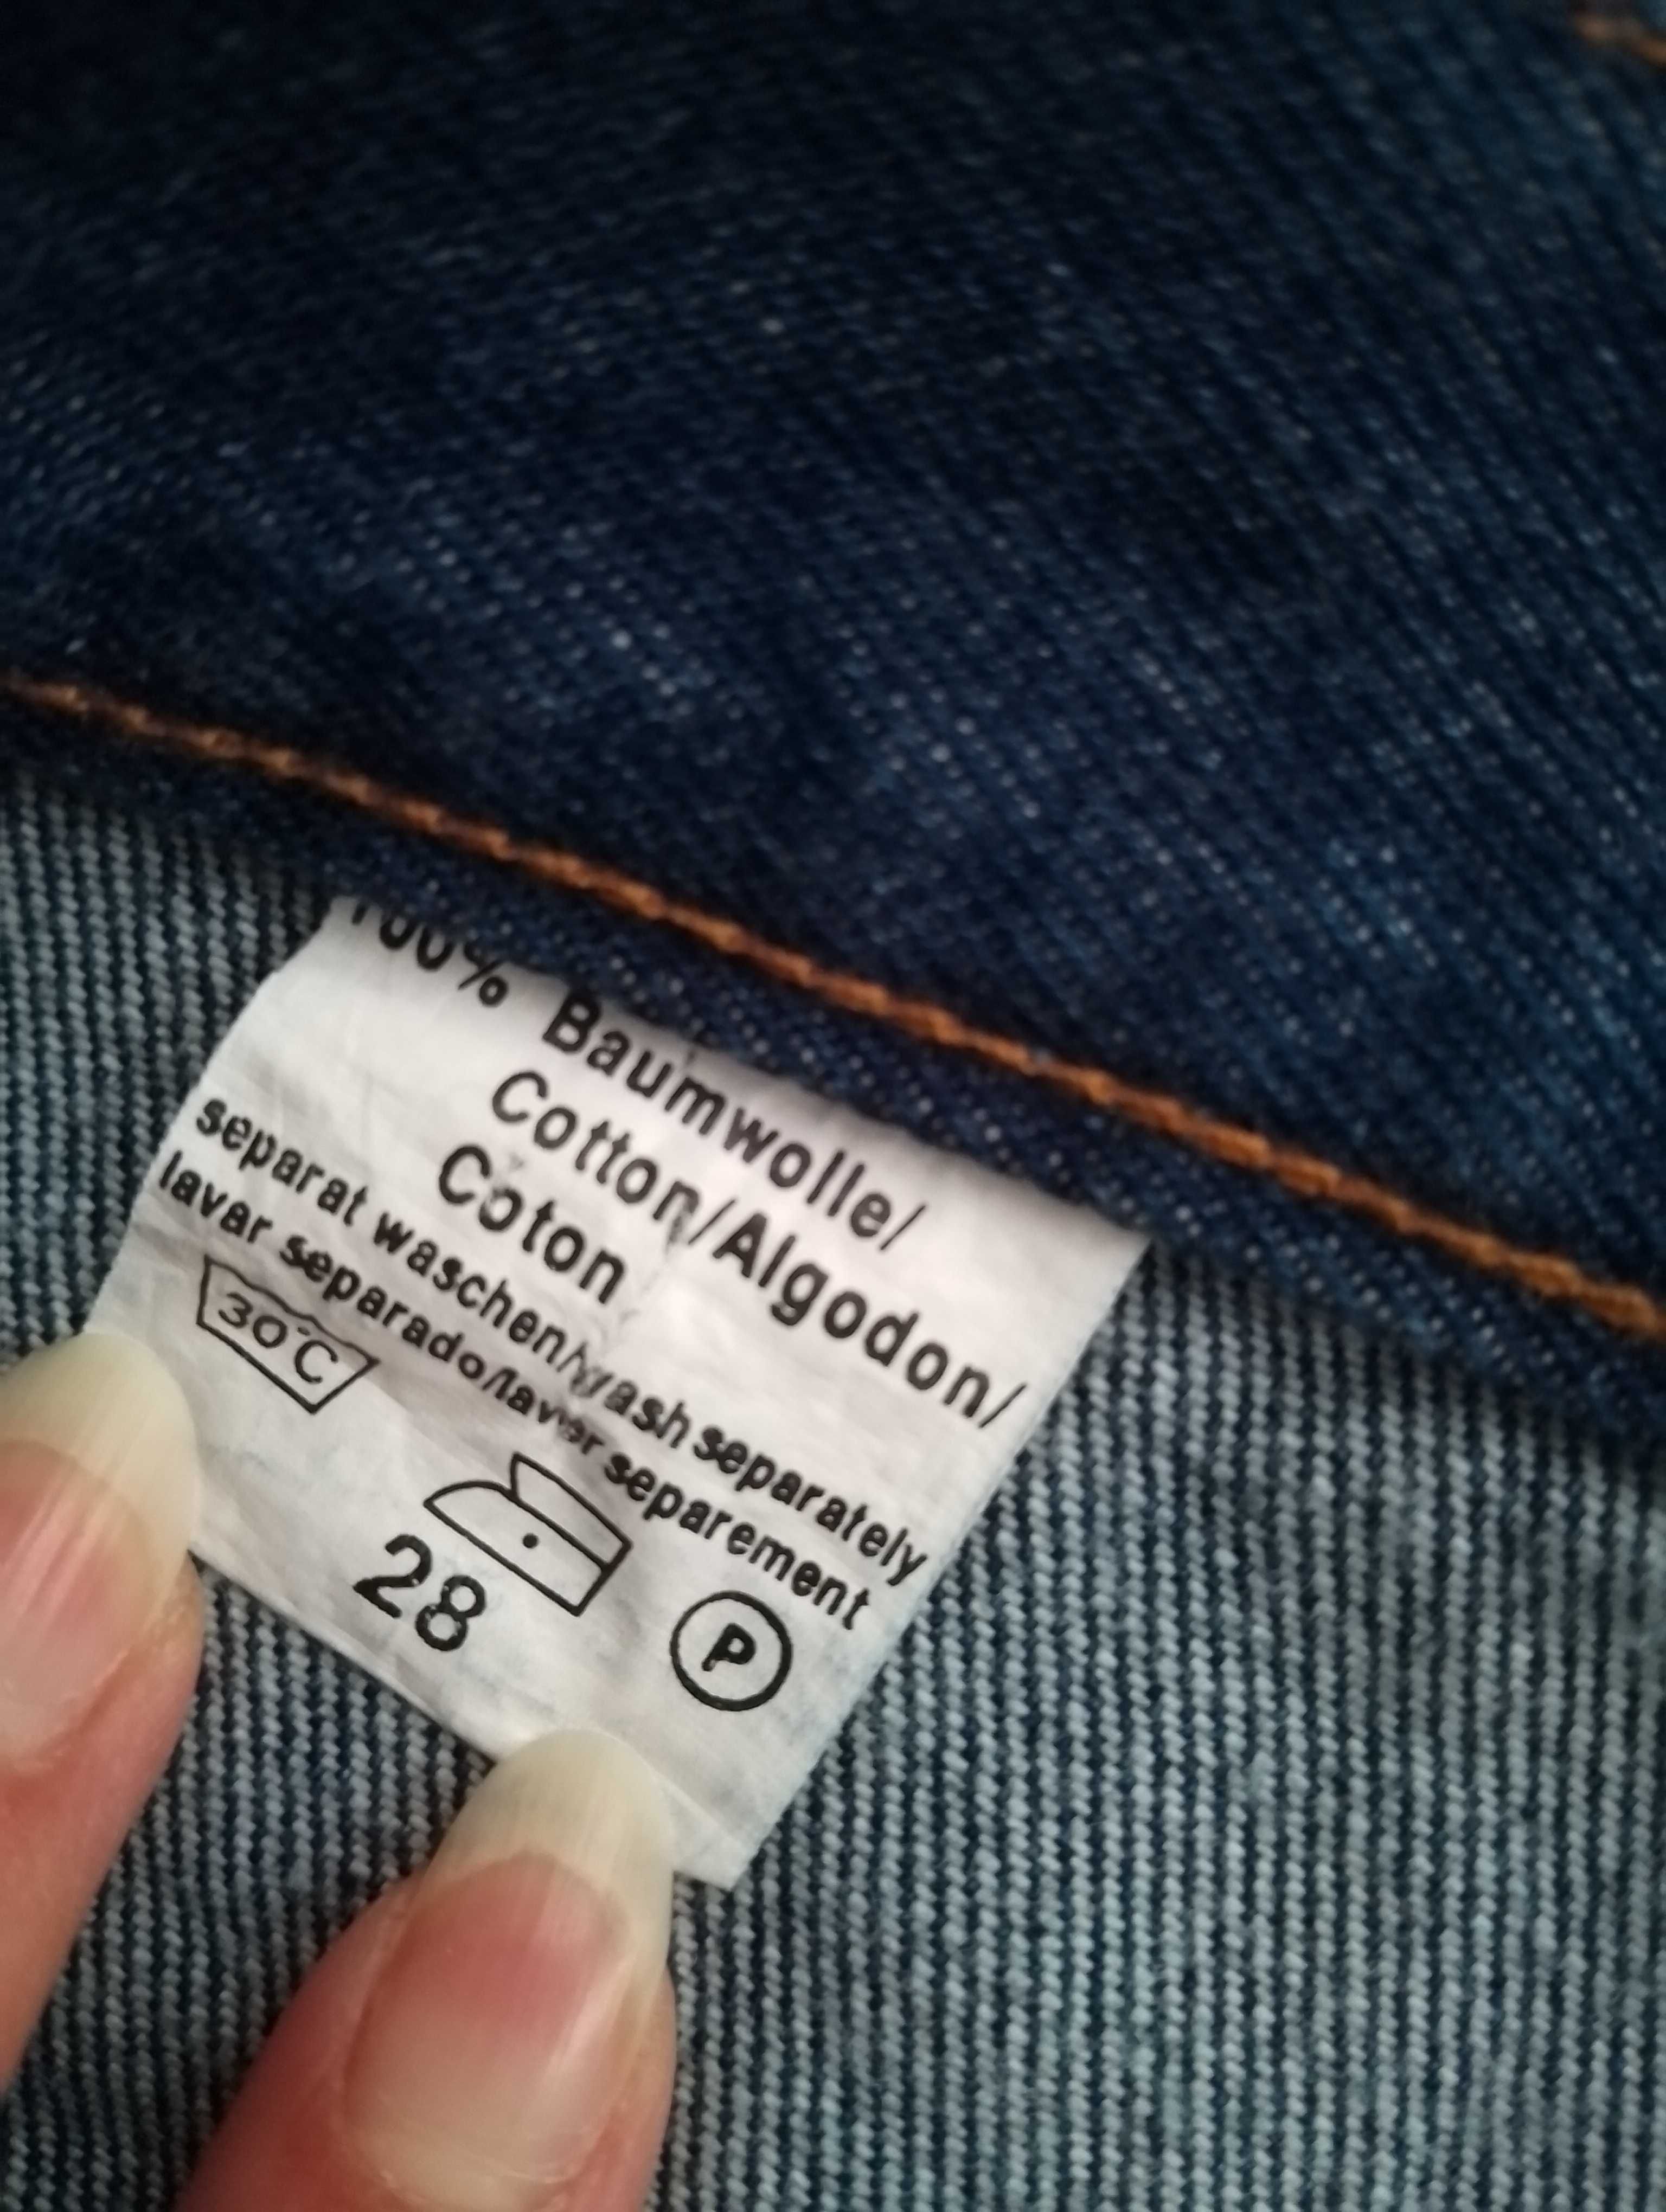 100% Baumwolle/
Cotton/Algodon/
Coton
separat waschen/wash separately
lavar separado/laver separement
30°C
P
28